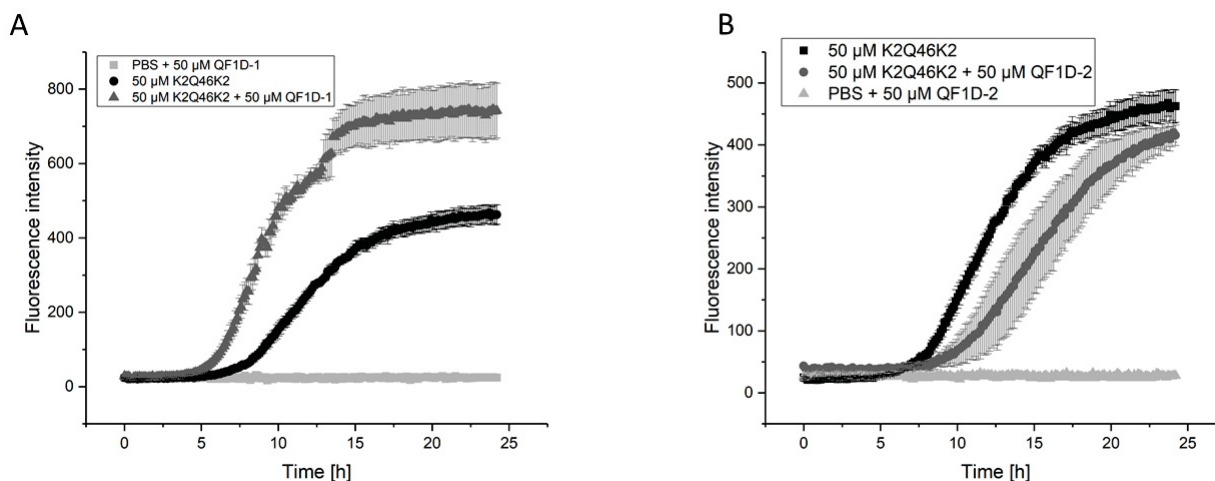 A
PBS + 50 µM QF1D-1
50 µM K2Q46K2
50 µM K2Q46K2 + 50 µM QF1D-1
800
600
400
200
0
Fluorescence intensity
0 5 10 15 20 25
Time [h]
B
50 µM K2Q46K2
50 µM K2Q46K2 + 50 µM QF1D-2
PBS + 50 µM QF1D-2
500
400
300
200
100
0
Fluorescence intensity
0 5 10 15 20 25
Time [h]